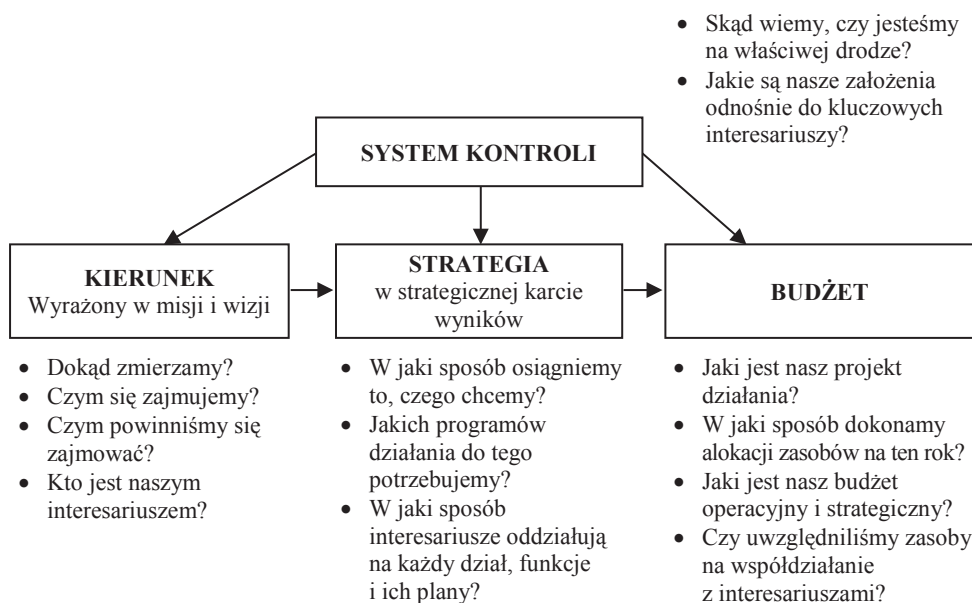 • Skąd wiemy, czy jesteśmy
na właściwej drodze?
• Jakie są nasze założenia
odnośnie do kluczowych
interesariuszy?
SYSTEM KONTROLI
KIERUNEK
Wyrażony w misji i wizji
STRATEGIA
w strategicznej karcie
wyników
BUDŻET
• Dokąd zmierzamy?
• Czym się zajmujemy?
• Czym powinniśmy się
zajmować?
• Kto jest naszym
interesariuszem?
• W jaki sposób osiągniemy
to, czego chcemy?
• Jakich programów
działania do tego
potrzebujemy?
• W jaki sposób
interesariusze oddziałują
na każdy dział, funkcje
i ich plany?
• Jaki jest nasz projekt
działania?
• W jaki sposób dokonamy
alokacji zasobów na ten rok?
• Jaki jest nasz budżet
operacyjny i strategiczny?
• Czy uwzględniliśmy zasoby
na współdziałanie
z interesariuszami?